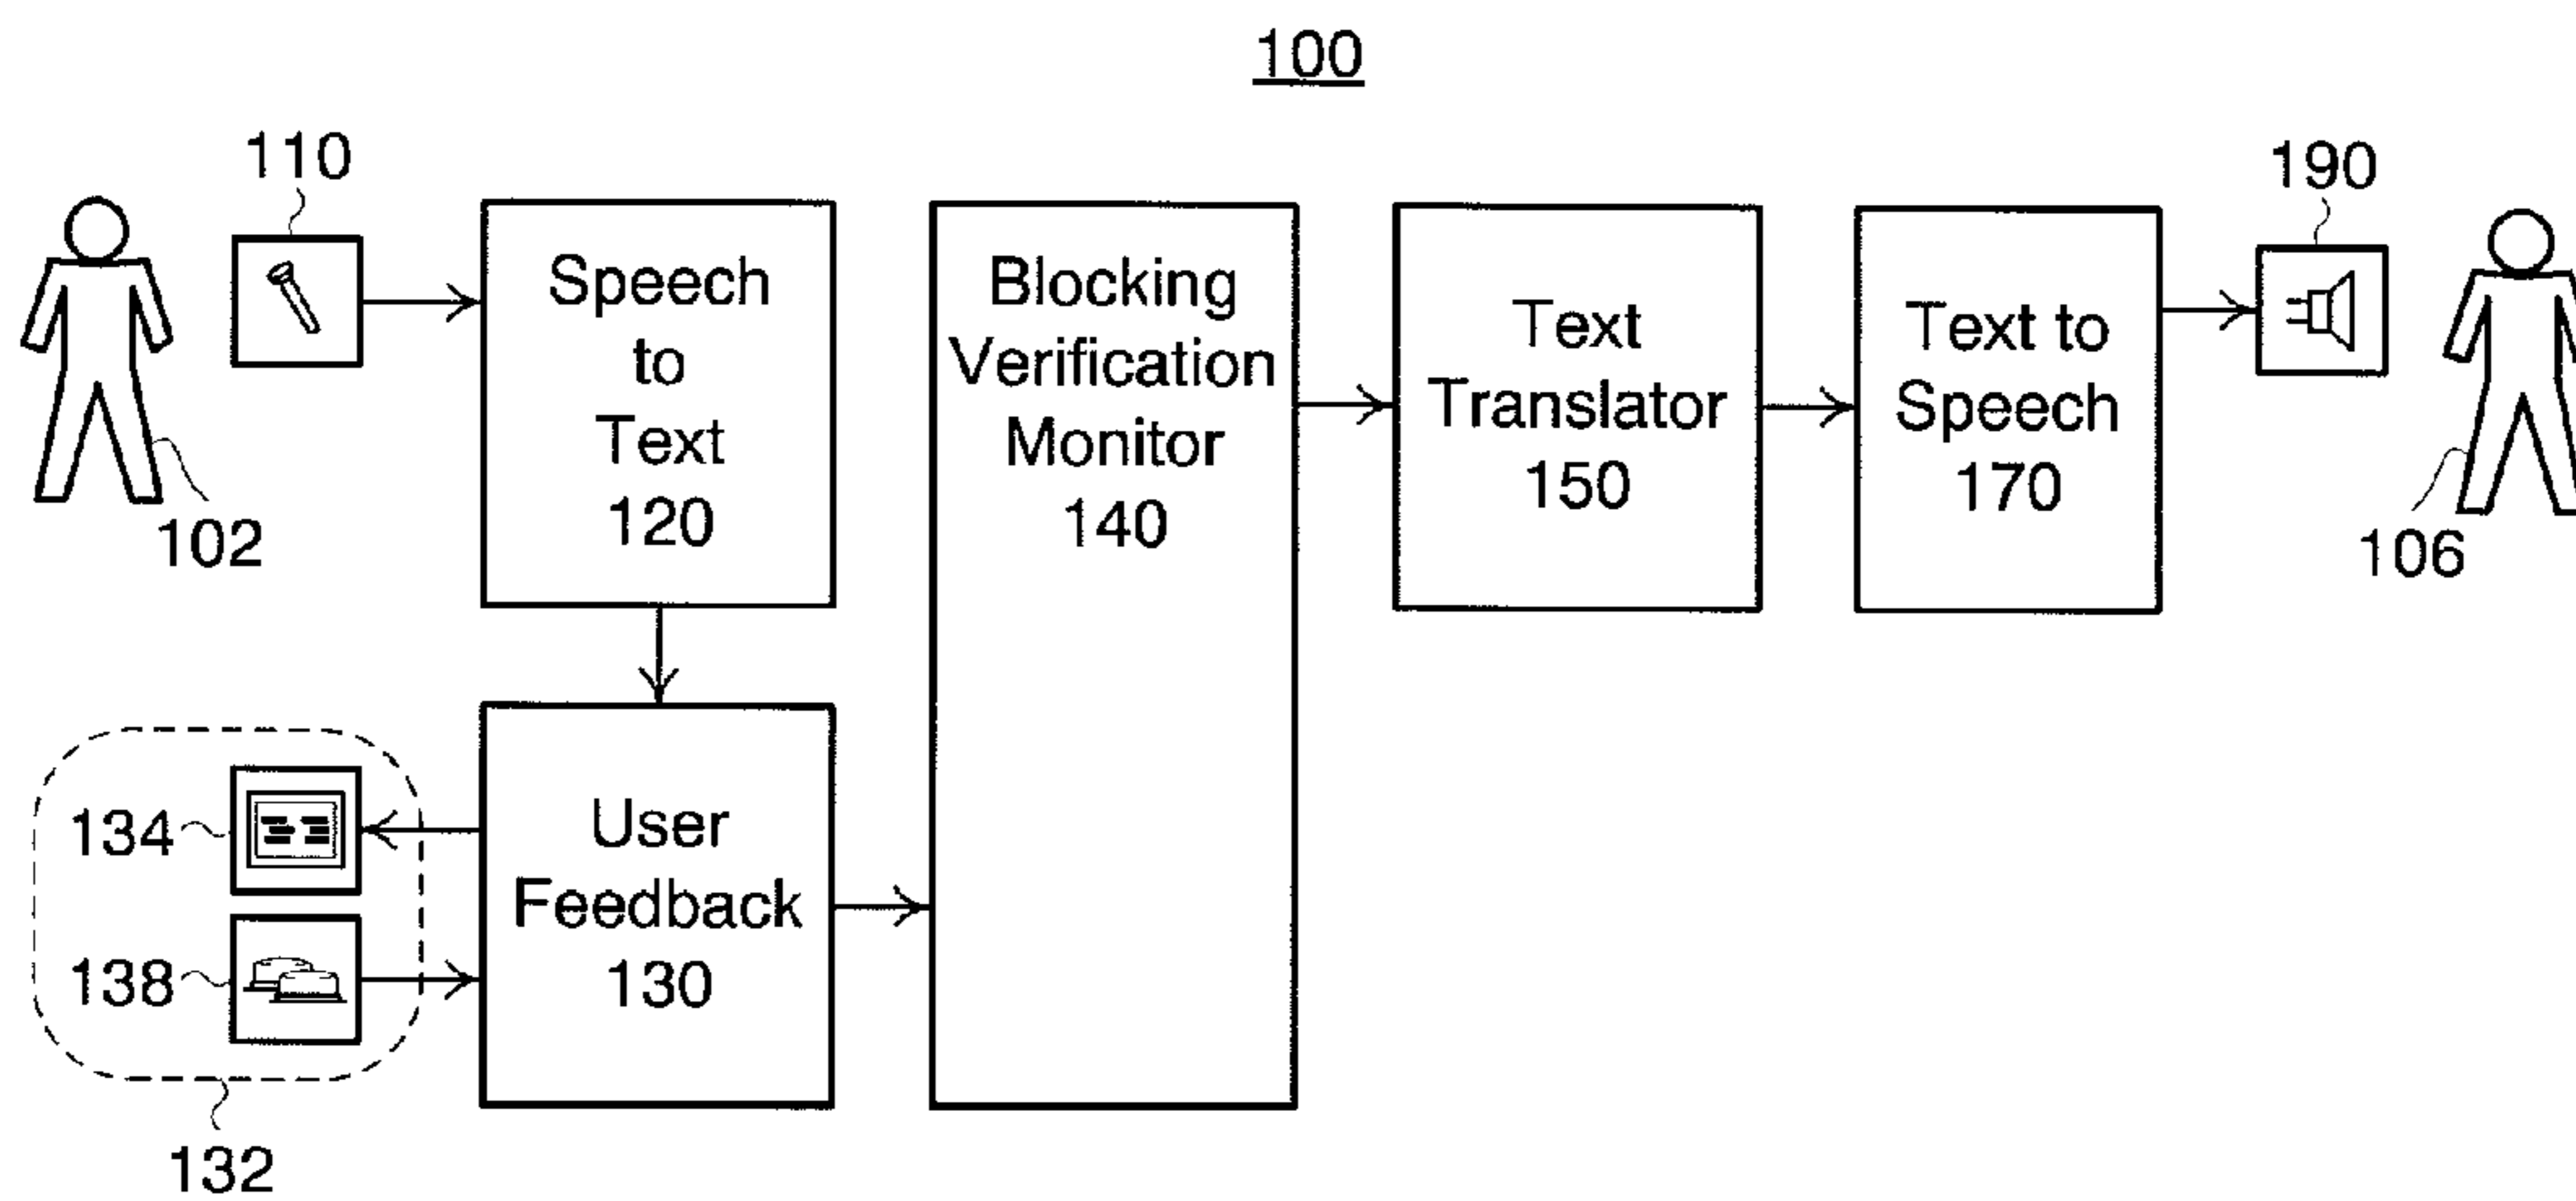 100
110
190
Speech
to
Text
120
Blocking
Verification
Monitor
140
Text
Translator
150
Text to
Speech
170
102
106
134
138
User
Feedback
130
132